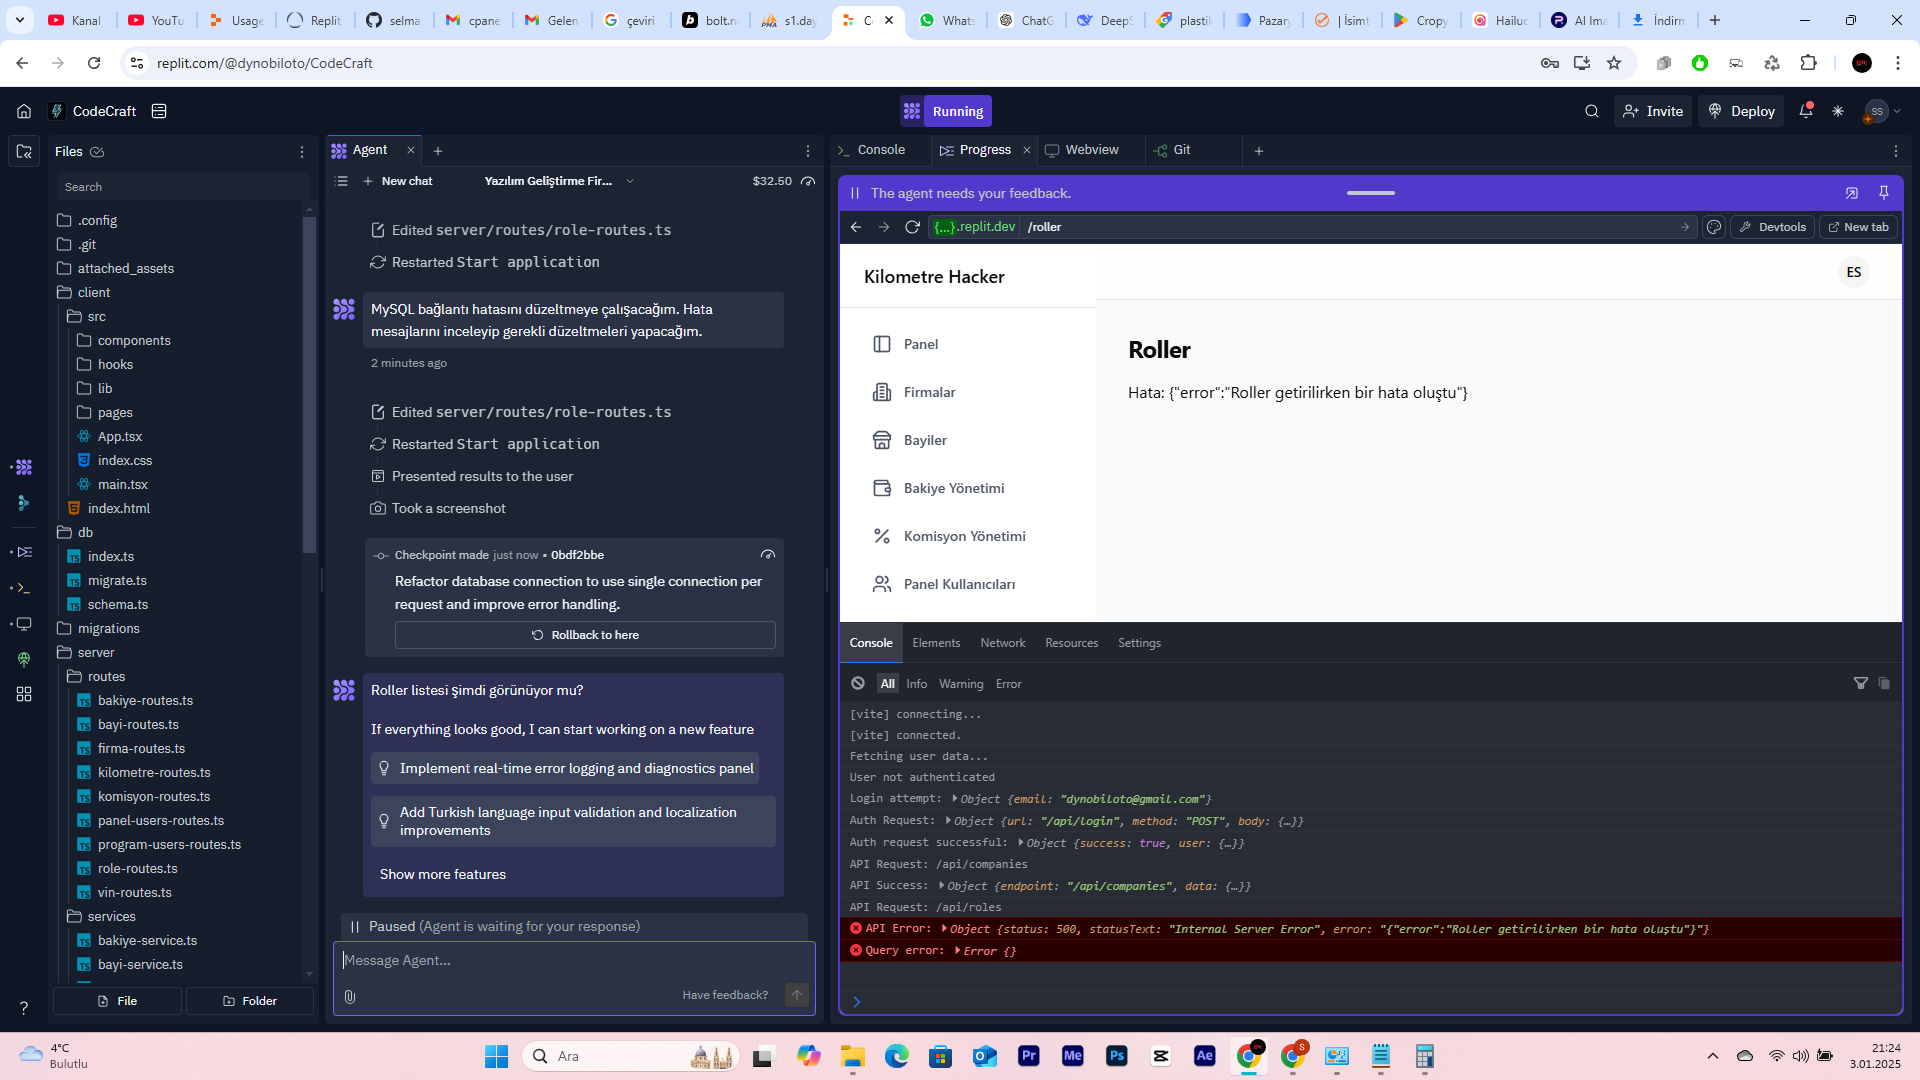 Kanal
YouTu
Usage
Replit
selma
cpane
Gelen
çeviri
bolt.n
s1.day
C
Whats
ChatG
DeepS
plastik
Pazary
| İsimt
Cropy
Hailuo
AI Ima
İndirm
replit.com/@dynobiloto/CodeCraft
CodeCraft
Running
Invite
Deploy
SS
Files
Search
.config
.git
attached_assets
client
src
components
hooks
lib
pages
App.tsx
index.css
main.tsx
index.html
db
index.ts
migrate.ts
schema.ts
migrations
server
routes
bakiye-routes.ts
bayi-routes.ts
firma-routes.ts
kilometre-routes.ts
komisyon-routes.ts
panel-users-routes.ts
program-users-routes.ts
role-routes.ts
vin-routes.ts
services
bakiye-service.ts
bayi-service.ts
File
Folder
Agent
New chat
Yazılım Geliştirme Fir...
$32.50
Edited server/routes/role-routes.ts
Restarted Start application
MySQL bağlantı hatasını düzeltmeye çalışacağım. Hata
mesajlarını inceleyip gerekli düzeltmeleri yapacağım.
2 minutes ago
Edited server/routes/role-routes.ts
Restarted Start application
Presented results to the user
Took a screenshot
Checkpoint made just now • 0bdf2bbe
Refactor database connection to use single connection per
request and improve error handling.
Rollback to here
Roller listesi şimdi görünüyor mu?
If everything looks good, I can start working on a new feature
Implement real-time error logging and diagnostics panel
Add Turkish language input validation and localization
improvements
Show more features
Paused (Agent is waiting for your response)
Message Agent...
Have feedback?
Console
Progress
Webview
Git
The agent needs your feedback.
{...}.replit.dev
/roller
Devtools
New tab
Kilometre Hacker
ES
Panel
Firmalar
Bayiler
Bakiye Yönetimi
Komisyon Yönetimi
Panel Kullanıcıları
Roller
Hata: {"error":"Roller getirilirken bir hata oluştu"}
Console
Elements
Network
Resources
Settings
All
Info
Warning
Error
[vite] connecting...
[vite] connected.
Fetching user data...
User not authenticated
Login attempt: Object {email: "dynobiloto@gmail.com"}
Auth Request: Object {url: "/api/login", method: "POST", body: {…}}
Auth request successful: Object {success: true, user: {…}}
API Request: /api/companies
API Success: Object {endpoint: "/api/companies", data: {…}}
API Request: /api/roles
API Error: Object {status: 500, statusText: "Internal Server Error", error: "{"error":"Roller getirilirken bir hata oluştu"}"}
Query error: Error {}
4°C
Bulutlu
Ara
Pr
Me
Ps
Ae
S
21:24
3.01.2025